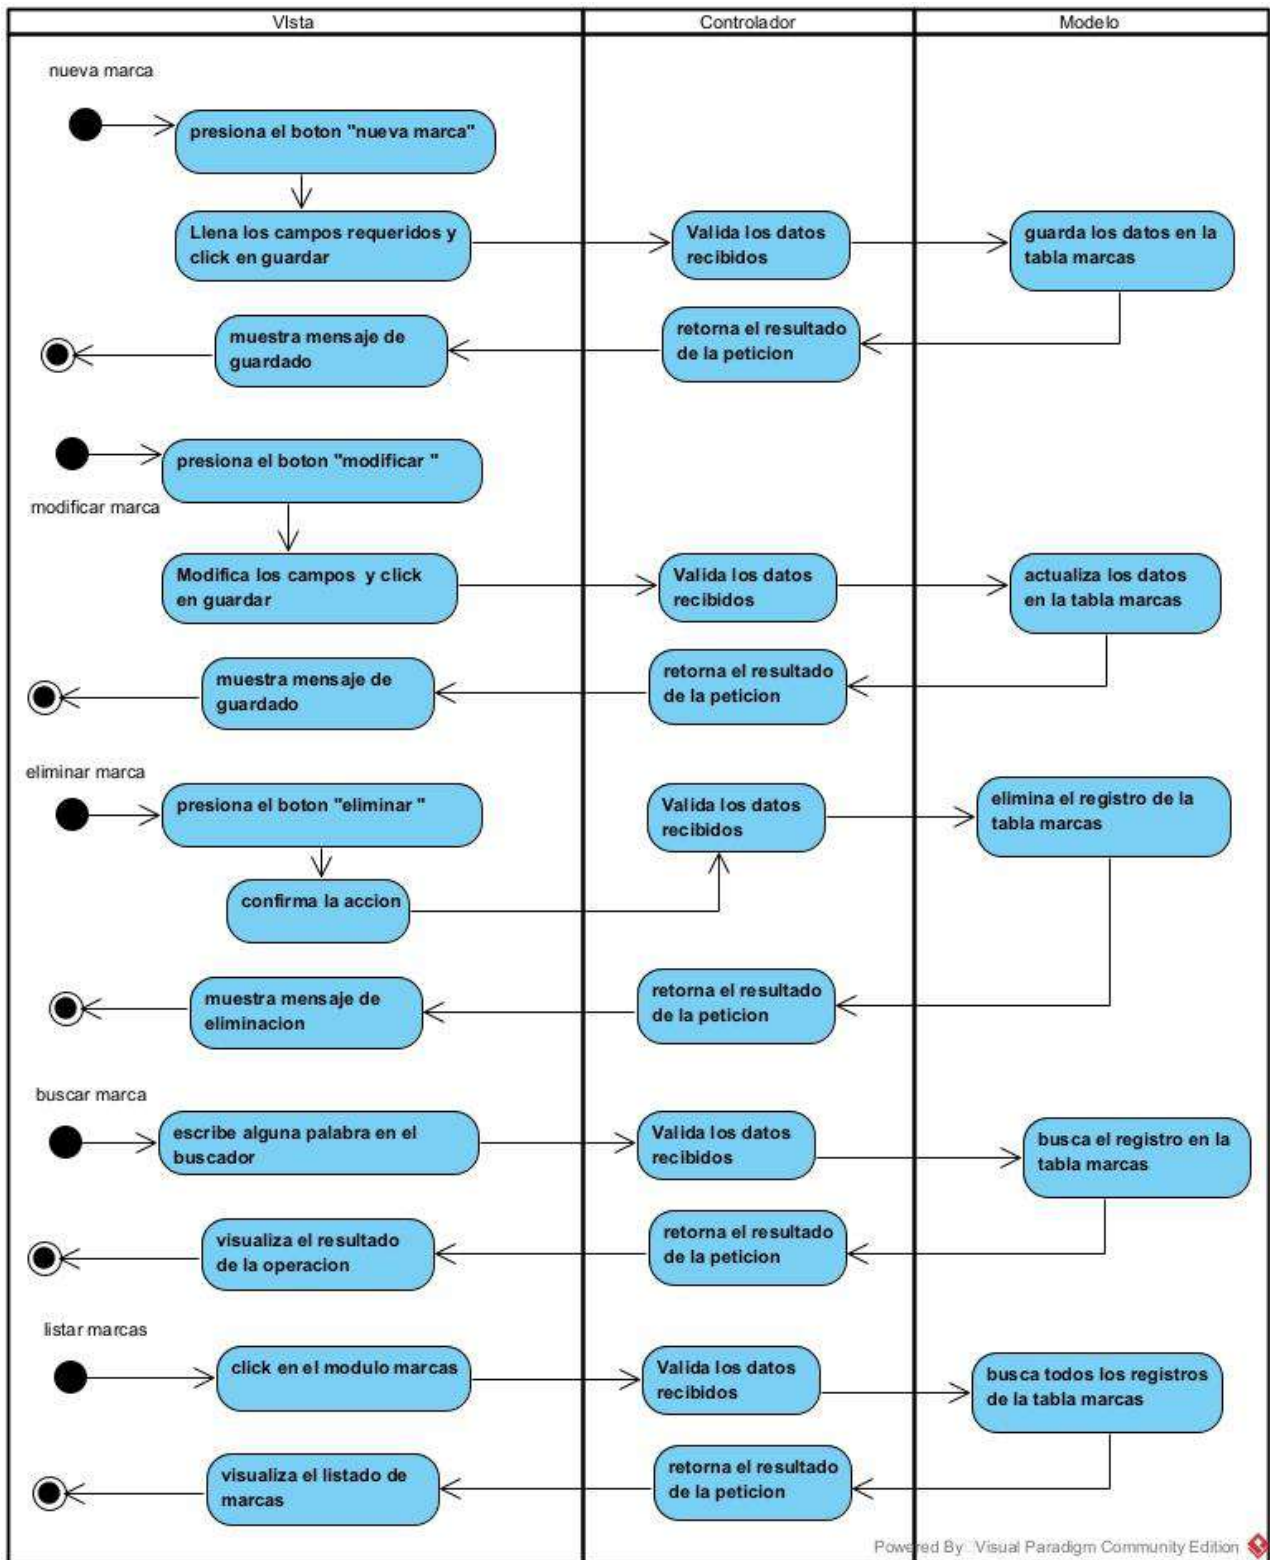 VIsta
Controlador
Modelo
nueva marca
presiona el boton "nueva marca"
Llena los campos requeridos y
click en guardar
Valida los datos
recibidos
guarda los datos en la
tabla marcas
muestra mensaje de
guardado
retorna el resultado
de la peticion
presiona el boton "modificar "
modificar marca
Modifica los campos  y click
en guardar
Valida los datos
recibidos
actualiza los datos
en la tabla marcas
muestra mensaje de
guardado
retorna el resultado
de la peticion
eliminar marca
presiona el boton "eliminar "
Valida los datos
recibidos
elimina el registro de la
tabla marcas
confirma la accion
muestra mensaje de
eliminacion
retorna el resultado
de la peticion
buscar marca
escribe alguna palabra en el
buscador
Valida los datos
recibidos
busca el registro en la
tabla marcas
visualiza el resultado
de la operacion
retorna el resultado
de la peticion
listar marcas
click en el modulo marcas
Valida los datos
recibidos
busca todos los registros
de la tabla marcas
visualiza el listado de
marcas
retorna el resultado
de la peticion
Powered By Visual Paradigm Community Edition